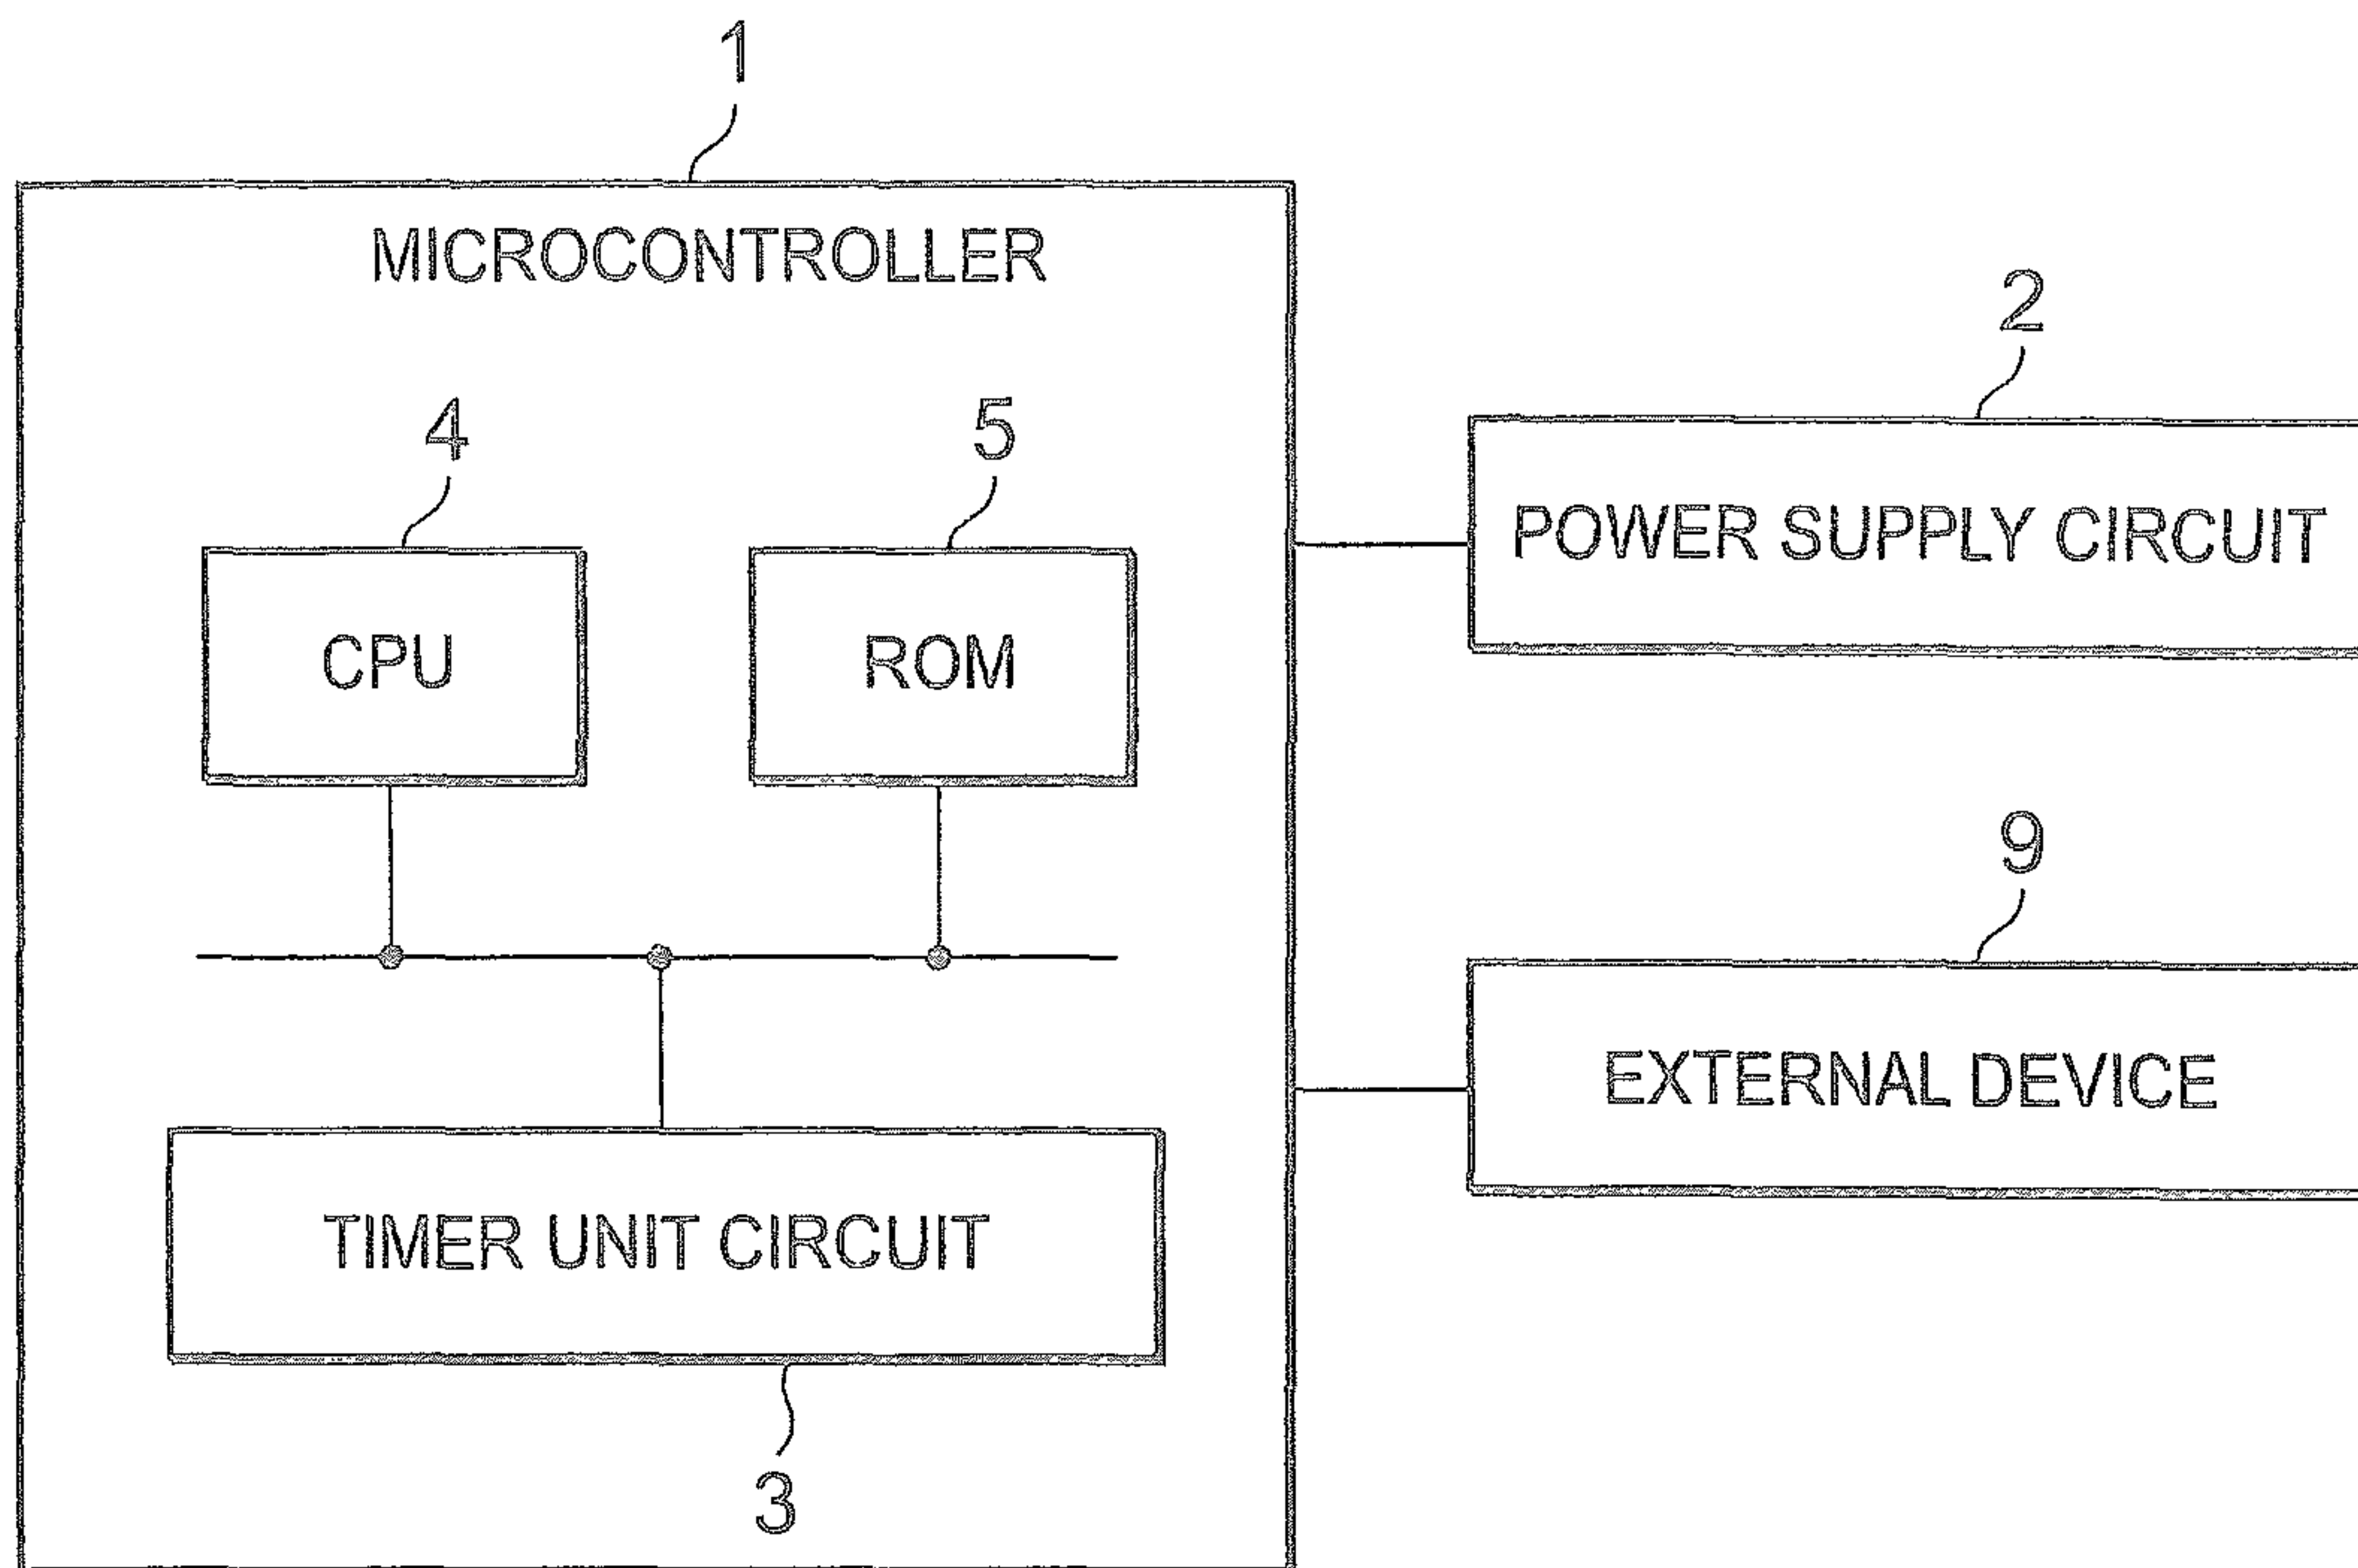 1
MICROCONTROLLER
2
4
5
POWER SUPPLY CIRCUIT
CPU
ROM
9
EXTERNAL DEVICE
TIMER UNIT CIRCUIT
3